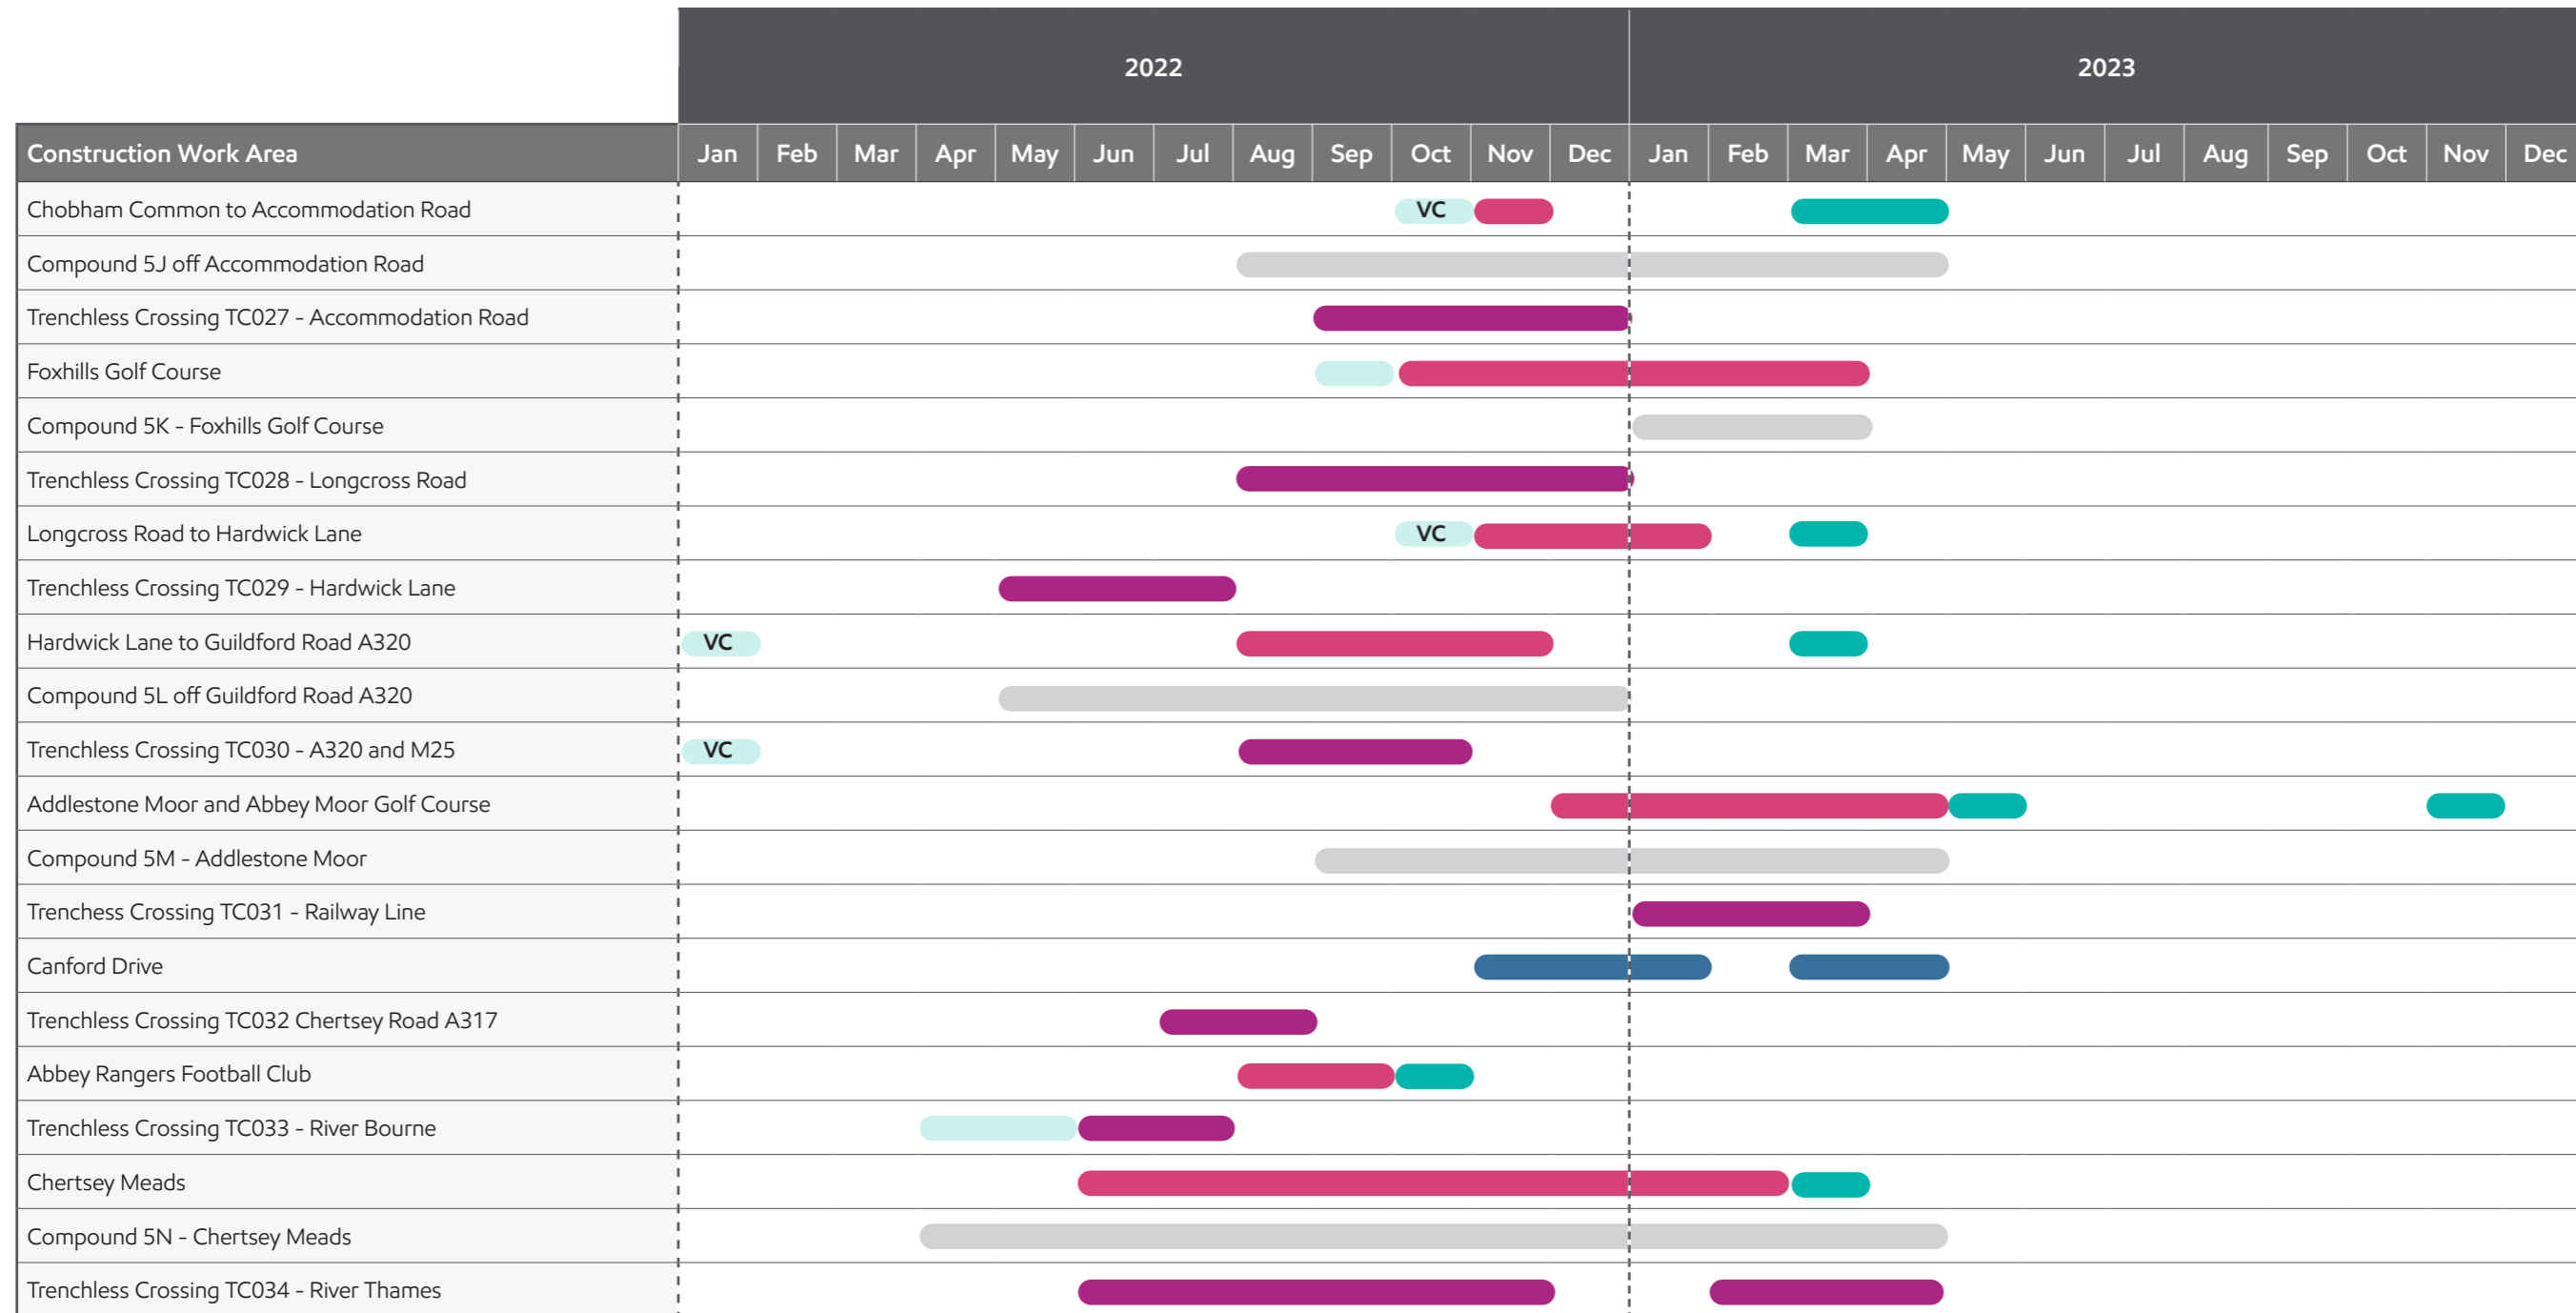 2022 2023
Construction Work Area Jan Feb Mar Apr May Jun Jul Aug Sep Oct Nov Dec Jan Feb Mar Apr May Jun Jul Aug Sep Oct Nov Dec
Chobham Common to Accommodation Road VC
Compound 5J off Accommodation Road
Trenchless Crossing TC027 - Accommodation Road
Foxhills Golf Course
Compound 5K - Foxhills Golf Course
Trenchless Crossing TC028 - Longcross Road
Longcross Road to Hardwick Lane VC
Trenchless Crossing TC029 - Hardwick Lane
Hardwick Lane to Guildford Road A320 VC
Compound 5L off Guildford Road A320
Trenchless Crossing TC030 - A320 and M25 VC
Addlestone Moor and Abbey Moor Golf Course
Compound 5M - Addlestone Moor
Trenchess Crossing TC031 - Railway Line
Canford Drive
Trenchless Crossing TC032 Chertsey Road A317
Abbey Rangers Football Club
Trenchless Crossing TC033 - River Bourne
Chertsey Meads
Compound 5N - Chertsey Meads
Trenchless Crossing TC034 - River Thames